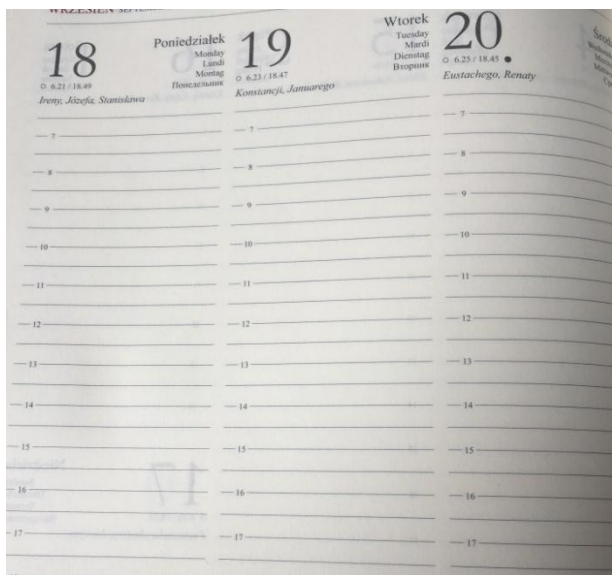 WRZESIEŃ
18
Poniedziałek
Monday
Lundi
Montag
Понедельник
6.21 / 18.49
Ireny, Józefa, Stanisława
7
8
9
10
11
12
13
14
15
16
17
19
Wtorek
Tuesday
Mardi
Dienstag
Вторник
6.23 / 18.47
Konstancji, Januarego
7
8
9
10
11
12
13
14
15
16
17
20
6.25 / 18.45
Eustachego, Renaty
7
8
9
10
11
12
13
14
15
16
17
17